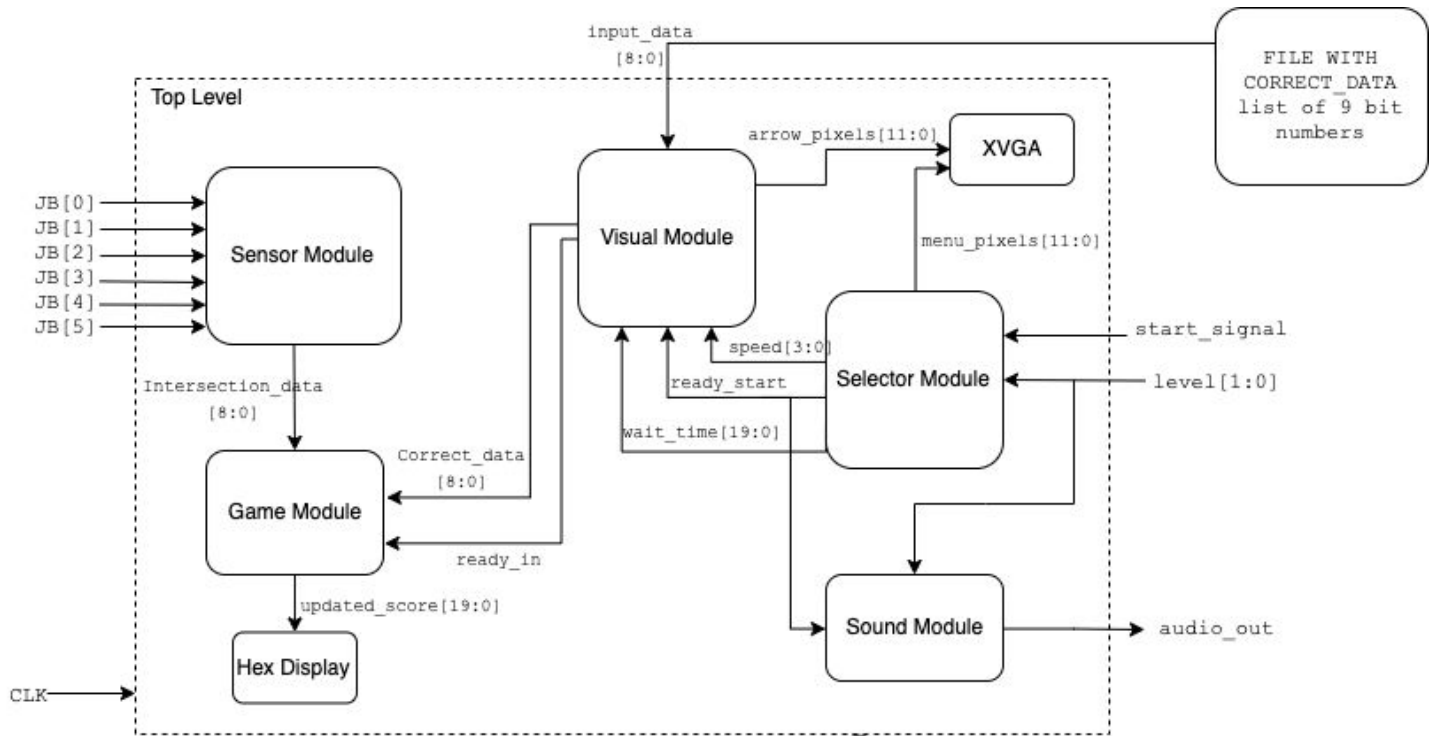 input_data
[8:0]
FILE WITH
CORRECT_DATA
list of 9 bit
numbers
Top Level
arrow_pixels[11:0]
XVGA
JB[0]
JB[1]
JB[2]
JB[3]
JB[4]
JB[5]
Sensor Module
Visual Module
menu_pixels[11:0]
start_signal
speed[3:0]
Selector Module
level[1:0]
ready_start
Intersection_data
[8:0]
wait_time[19:0]
Correct_data
[8:0]
Game Module
ready_in
updated_score[19:0]
Sound Module
audio_out
Hex Display
CLK